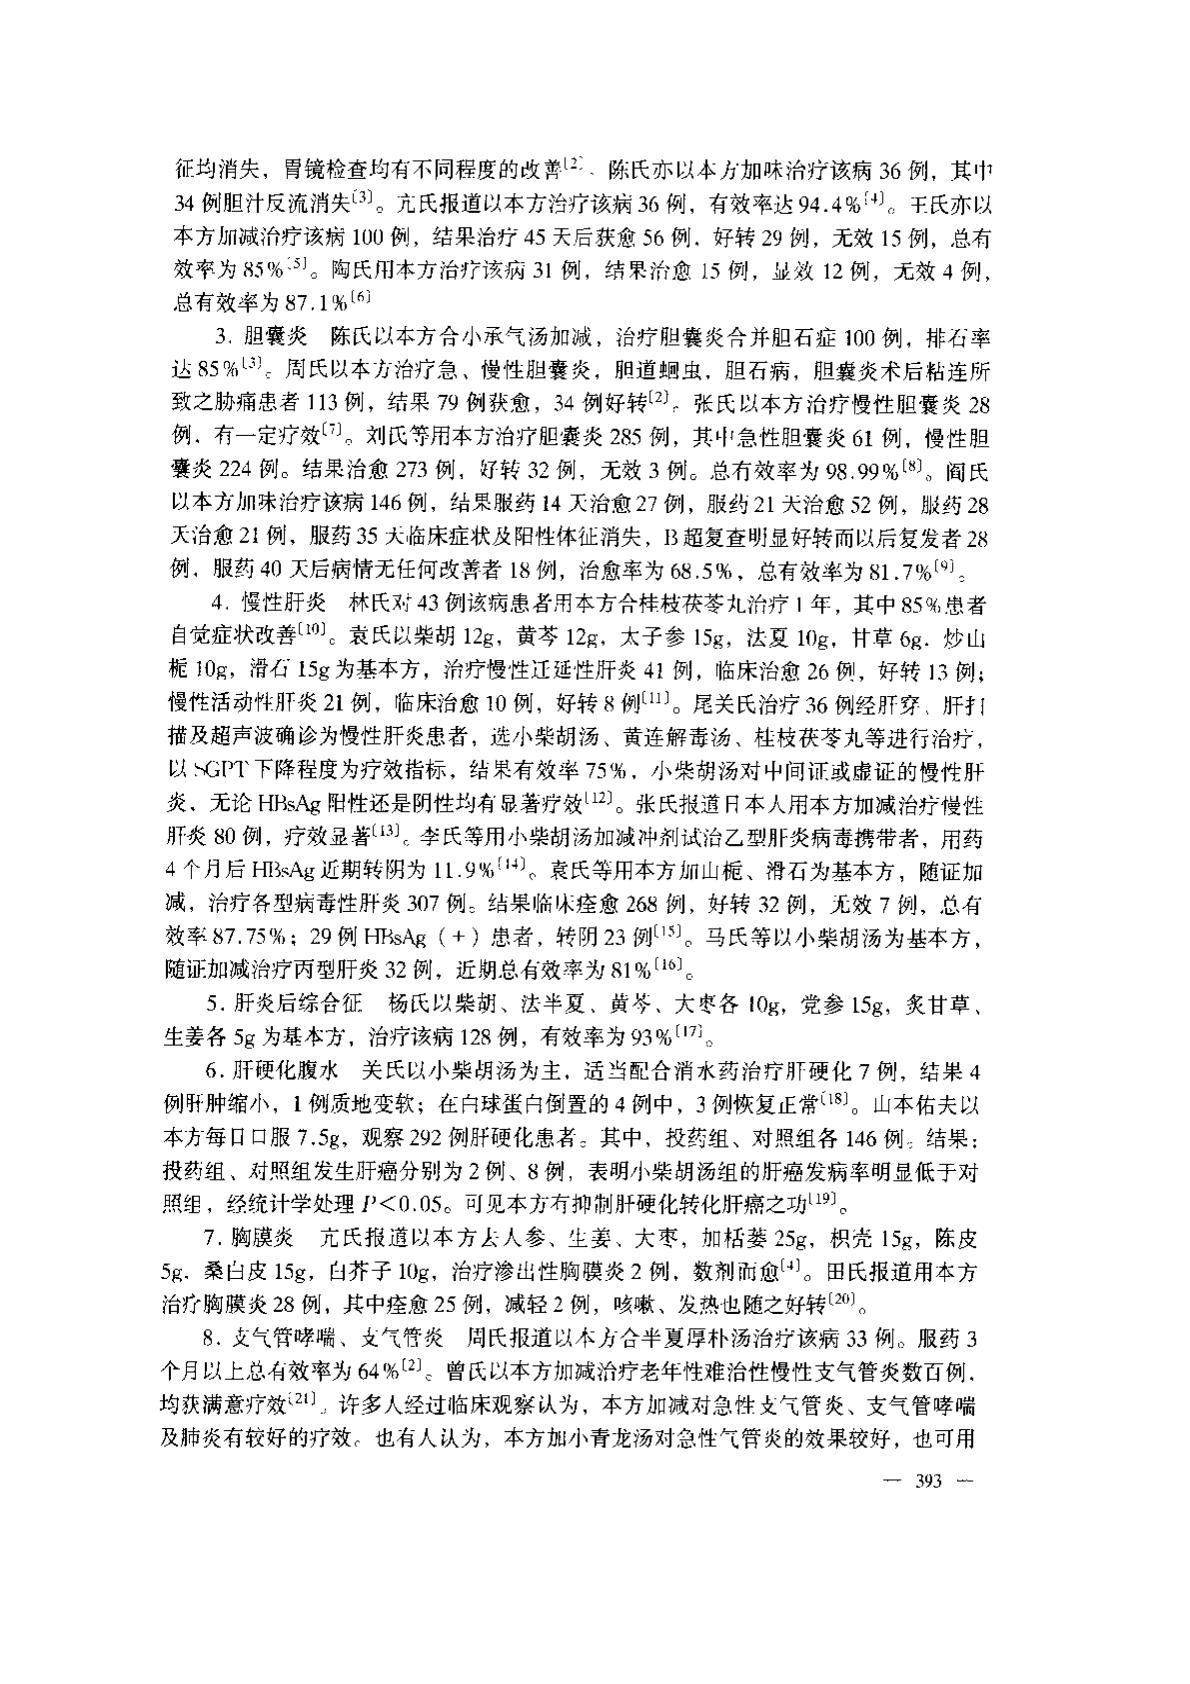 征均消失，胃镜检查均有不同程度的改善〔2〕、陈氏亦以本方加味治疗该病 36 例，其中
34 例胆汁反流消失〔3〕。亢氏报道以本方治疗该病 36 例，有效率达 94.4%〔4〕。王氏亦以
本方加减治疗该病 100 例，结果治疗 45 天后获愈 56 例，好转 29 例，无效 15 例，总有
效率为 85%〔5〕。陶氏用本方治疗该病 31 例，结果治愈 15 例，显效 12 例，无效 4 例，
总有效率为 87.1%〔6〕
3. 胆囊炎　陈氏以本方合小承气汤加减，治疗胆囊炎合并胆石症 100 例，排石率
达 85%〔3〕。周氏以本方治疗急、慢性胆囊炎，胆道蛔虫，胆石病，胆囊炎术后粘连所
致之胁痛患者 113 例，结果 79 例获愈，34 例好转〔2〕。张氏以本方治疗慢性胆囊炎 28
例，有一定疗效〔7〕。刘氏等用本方治疗胆囊炎 285 例，其中急性胆囊炎 61 例，慢性胆
囊炎 224 例。结果治愈 273 例，好转 32 例，无效 3 例。总有效率为 98.99%〔8〕。阎氏
以本方加味治疗该病 146 例，结果服药 14 天治愈 27 例，服药 21 天治愈 52 例，服药 28
天治愈 21 例，服药 35 天临床症状及阳性体征消失，B 超复查明显好转而以后复发者 28
例，服药 40 天后病情无任何改善者 18 例，治愈率为 68.5%，总有效率为 81.7%〔9〕。
4. 慢性肝炎　林氏对 43 例该病患者用本方合桂枝茯苓丸治疗 1 年，其中 85%患者
自觉症状改善〔10〕。袁氏以柴胡 12g，黄芩 12g，太子参 15g，法夏 10g，甘草 6g．炒山
栀 10g，滑石 15g 为基本方，治疗慢性迁延性肝炎 41 例，临床治愈 26 例，好转 13 例；
慢性活动性肝炎 21 例，临床治愈 10 例，好转 8 例〔11〕。尾关氏治疗 36 例经肝穿、肝扫
描及超声波确诊为慢性肝炎患者，选小柴胡汤、黄连解毒汤、桂枝茯苓丸等进行治疗，
以 SGPT 下降程度为疗效指标，结果有效率 75%，小柴胡汤对中间证或虚证的慢性肝
炎、无论 HBsAg 阳性还是阴性均有显著疗效〔12〕。张氏报道日本人用本方加减治疗慢性
肝炎 80 例，疗效显著〔13〕。李氏等用小柴胡汤加减冲剂试治乙型肝炎病毒携带者，用药
4 个月后 HBsAg 近期转阴为 11.9%〔14〕。袁氏等用本方加山栀、滑石为基本方，随证加
减，治疗各型病毒性肝炎 307 例。结果临床痊愈 268 例，好转 32 例，无效 7 例，总有
效率 87.75%；29 例 HBsAg（+）患者，转阴 23 例〔15〕。马氏等以小柴胡汤为基本方，
随证加减治疗丙型肝炎 32 例，近期总有效率为 81%〔16〕。
5. 肝炎后综合征　杨氏以柴胡、法半夏、黄芩、大枣各 10g，党参 15g，炙甘草、
生姜各 5g 为基本方，治疗该病 128 例，有效率为 93%〔17〕。
6. 肝硬化腹水　关氏以小柴胡汤为主，适当配合消水药治疗肝硬化 7 例，结果 4
例肝肿缩小，1 例质地变软；在白球蛋白倒置的 4 例中，3 例恢复正常〔18〕。山本佑夫以
本方每日口服 7.5g，观察 292 例肝硬化患者。其中，投药组、对照组各 146 例。结果：
投药组、对照组发生肝癌分别为 2 例、8 例，表明小柴胡汤组的肝癌发病率明显低于对
照组，经统计学处理 P＜0.05。可见本方有抑制肝硬化转化肝癌之功〔19〕。
7. 胸膜炎　亢氏报道以本方去人参、生姜、大枣，加栝蒌 25g，枳壳 15g，陈皮
5g．桑白皮 15g，白芥子 10g，治疗渗出性胸膜炎 2 例，数剂而愈〔4〕。田氏报道用本方
治疗胸膜炎 28 例，其中痊愈 25 例，减轻 2 例，咳嗽、发热也随之好转〔20〕。
8. 支气管哮喘、支气管炎　周氏报道以本方合半夏厚朴汤治疗该病 33 例。服药 3
个月以上总有效率为 64%〔2〕。曾氏以本方加减治疗老年性难治性慢性支气管炎数百例，
均获满意疗效〔21〕。许多人经过临床观察认为，本方加减对急性支气管炎、支气管哮喘
及肺炎有较好的疗效。也有人认为，本方加小青龙汤对急性气管炎的效果较好，也可用
— 393 —